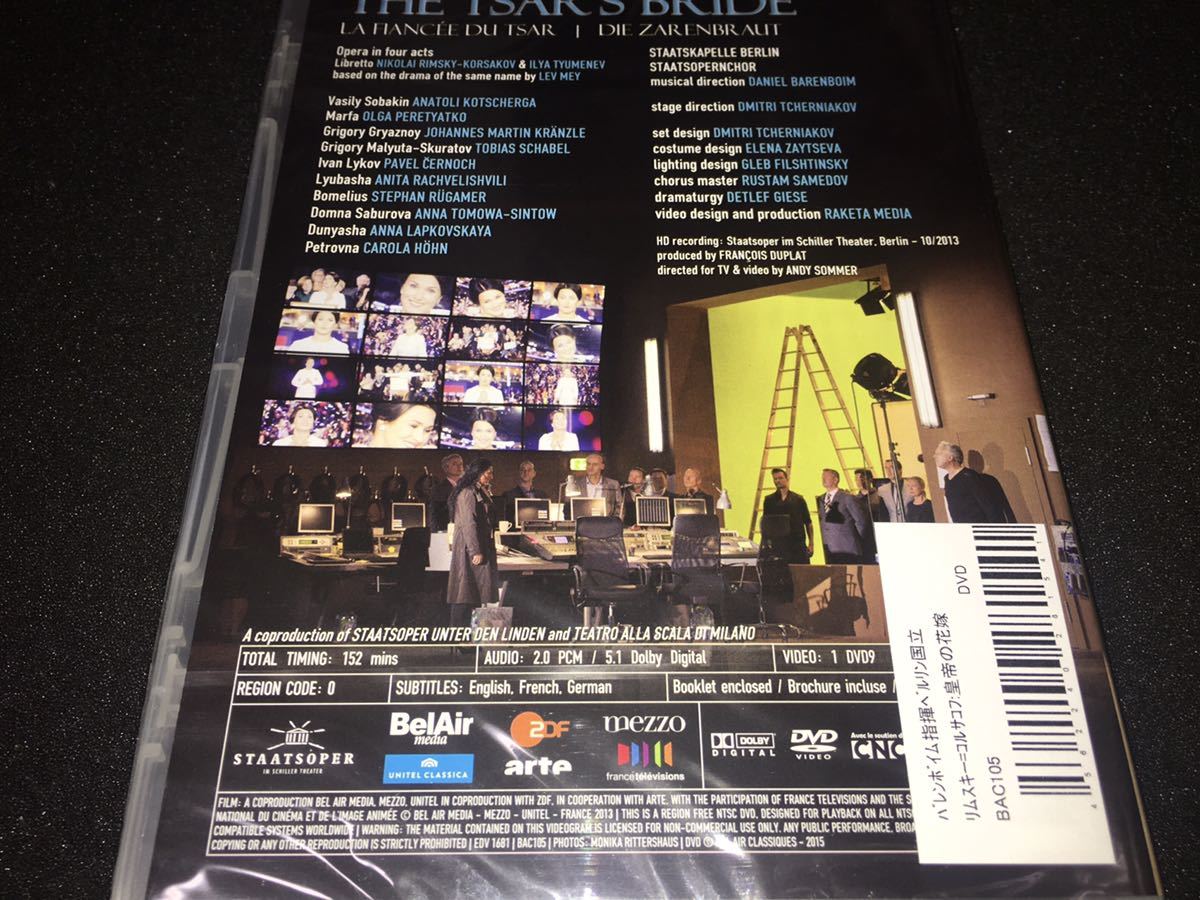 THE TSAR'S BRIDE
LA FIANCÉE DU TSAR | DIE ZARENBRAUT
Opera in four acts
Libretto NIKOLAI RIMSKY-KORSAKOV & ILYA TYUMENEV
based on the drama of the same name by LEV MEY
Vasily Sobakin ANATOLI KOTSCHERGA
Marfa OLGA PERETYATKO
Grigory Gryaznoy JOHANNES MARTIN KRÄNZLE
Grigory Malyuta-Skuratov TOBIAS SCHABEL
Ivan Lykov PAVEL ČERNOCH
Lyubasha ANITA RACHVELISHVILI
Bomelius STEPHAN RÜGAMER
Domna Saburova ANNA TOMOWA-SINTOW
Dunyasha ANNA LAPKOVSKAYA
Petrovna CAROLA HÖHN
STAATSKAPELLE BERLIN
STAATSOPERNCHOR
musical direction DANIEL BARENBOIM
stage direction DMITRI TCHERNIAKOV
set design DMITRI TCHERNIAKOV
costume design ELENA ZAYTSEVA
lighting design GLEB FILSHTINSKY
chorus master RUSTAM SAMEDOV
dramaturgy DETLEF GIESE
video design and production RAKETA MEDIA
HD recording: Staatsoper im Schiller Theater, Berlin - 10/2013
produced by FRANÇOIS DUPLAT
directed for TV & video by ANDY SOMMER
A coproduction of STAATSOPER UNTER DEN LINDEN and TEATRO ALLA SCALA DI MILANO
TOTAL TIMING: 152 mins
AUDIO: 2.0 PCM / 5.1 Dolby Digital
VIDEO: 1 DVD9
REGION CODE: 0
SUBTITLES: English, French, German
Booklet enclosed / Brochure incluse /
STAATSOPER
IM SCHILLER THEATER
BelAir
media
UNITEL CLASSICA
ZDF
arte
mezzo
francetélévisions
DOLBY
DIGITAL
DVD
VIDEO
Avec le soutien du
CNC
FILM: A COPRODUCTION BEL AIR MEDIA, MEZZO, UNITEL IN COPRODUCTION WITH ZDF, IN COOPERATION WITH ARTE, WITH THE PARTICIPATION OF FRANCE TELEVISIONS AND THE
NATIONAL DU CINÉMA ET DE L'IMAGE ANIMÉE © BEL AIR MEDIA - MEZZO - UNITEL - FRANCE 2013 | THIS IS A REGION FREE NTSC DVD, PLAYABLE ON ALL
COMPATIBLE SYSTEMS WORLDWIDE | WARNING: THE MATERIAL CONTAINED ON THIS VIDEOGRAM IS LICENSED FOR NON-COMMERCIAL USE ONLY. ANY PUBLIC PERFORMANCE,
COPYING OR ANY OTHER REPRODUCTION IS STRICTLY PROHIBITED | EDV 1681 | BAC105 | PHOTOS: MONIKA RITTERSHAUS | DVD © BEL AIR CLASSIQUES - 2015
バレンボイム指揮ベルリン国立
リムスキー=コルサコフ:皇帝の花嫁
BAC105
DVD